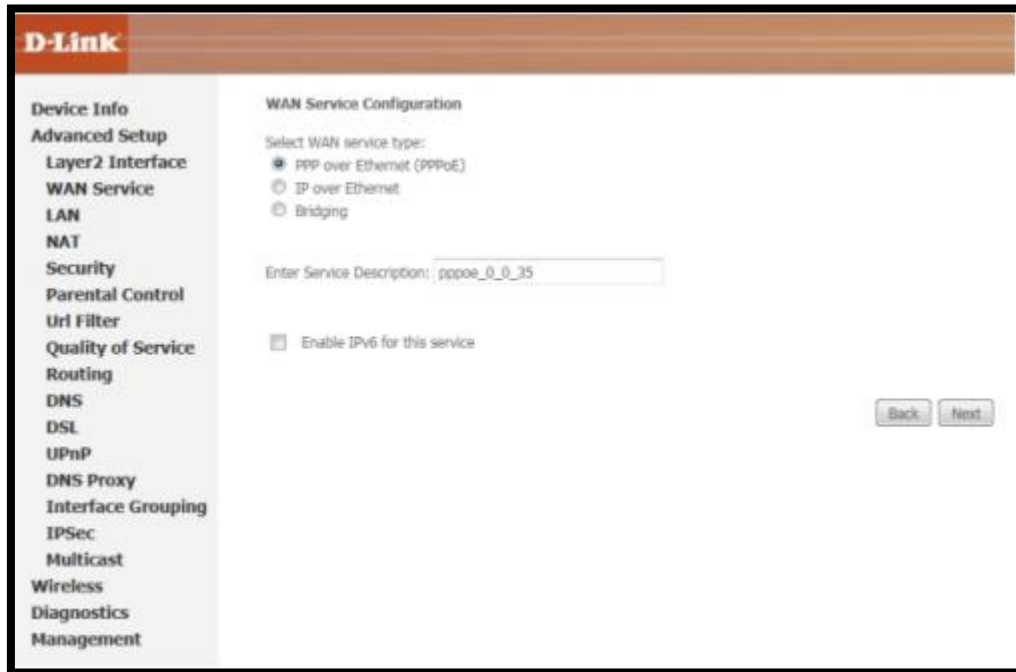 D-Link
Device Info
Advanced Setup
Layer2 Interface
WAN Service
LAN
NAT
Security
Parental Control
Url Filter
Quality of Service
Routing
DNS
DSL
UPnP
DNS Proxy
Interface Grouping
IPSec
Multicast
Wireless
Diagnostics
Management
WAN Service Configuration
Select WAN service type:
PPP over Ethernet (PPPoE)
IP over Ethernet
Bridging
Enter Service Description: pppoe_0_0_35
Enable IPv6 for this service
Back Next